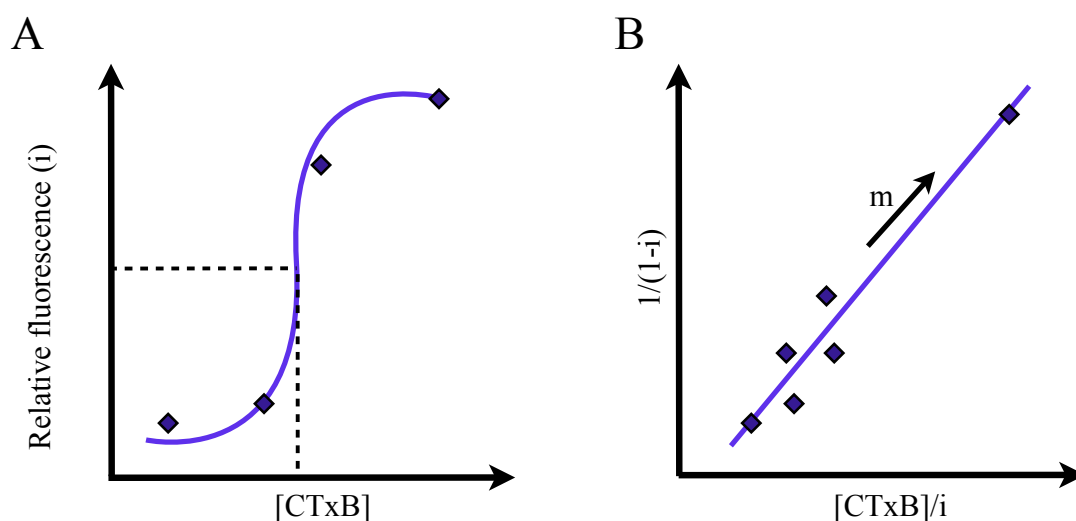 A
Relative fluorescence (i)
[CTxB]
B
1/(1-i)
m
[CTxB]/i